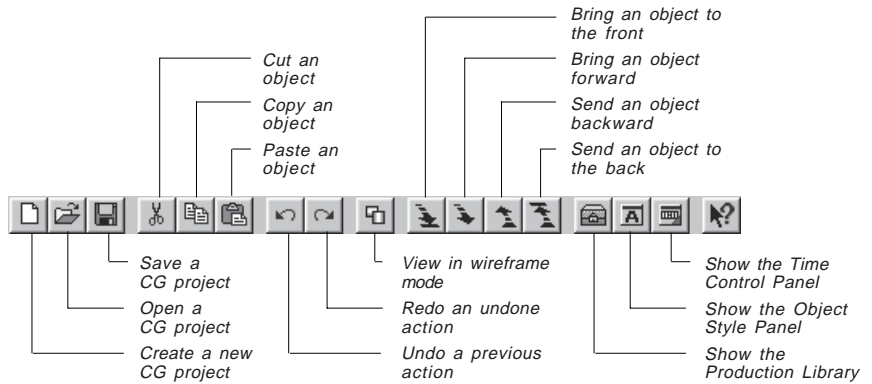 Bring an object to
the front
Cut an
object
Bring an object
forward
Copy an
object
Send an object
backward
Paste an
object
Send an object to
the back
A
?
Save a
CG project
View in wireframe
mode
Show the Time
Control Panel
Open a
CG project
Redo an undone
action
Show the Object
Style Panel
Create a new
CG project
Undo a previous
action
Show the
Production Library